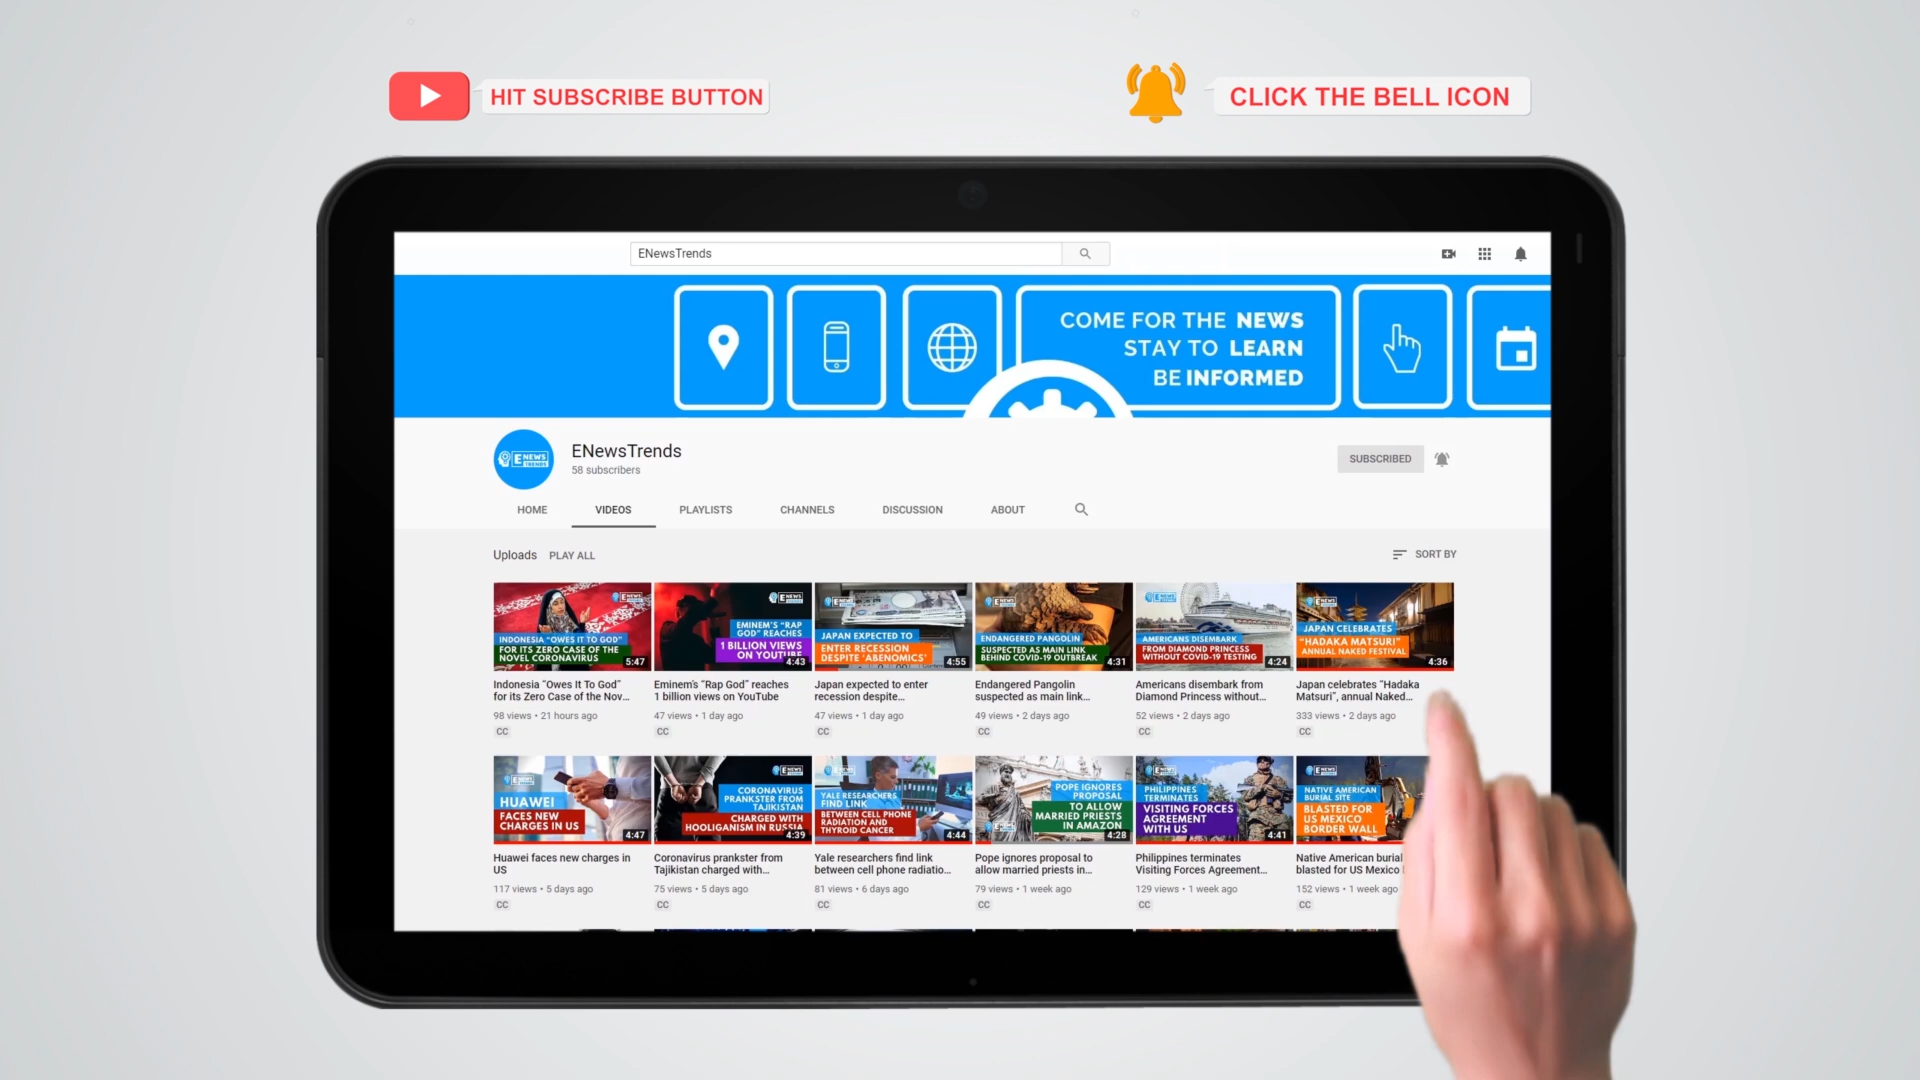 HIT SUBSCRIBE BUTTON
CLICK THE BELL ICON
ENewsTrends
COME FOR THE NEWS
STAY TO LEARN
BE INFORMED
E NEWS
TRENDS
ENewsTrends
58 subscribers
SUBSCRIBED
HOME VIDEOS PLAYLISTS CHANNELS DISCUSSION ABOUT
Uploads PLAY ALL
SORT BY
INDONESIA "OWES IT TO GOD"
FOR ITS ZERO CASE OF THE
NOVEL CORONAVIRUS
5:47
EMINEM'S "RAP
GOD" REACHES
1 BILLION VIEWS
ON YOUTUBE
4:43
JAPAN EXPECTED TO
ENTER RECESSION
DESPITE 'ABENOMICS'
4:55
ENDANGERED PANGOLIN
SUSPECTED AS MAIN LINK
BEHIND COVID-19 OUTBREAK
4:31
AMERICANS DISEMBARK
FROM DIAMOND PRINCESS
WITHOUT COVID-19 TESTING
4:24
JAPAN CELEBRATES
"HADAKA MATSURI"
ANNUAL NAKED FESTIVAL
4:36
Indonesia "Owes It To God"
for its Zero Case of the Nov...
98 views • 21 hours ago
CC
Eminem's "Rap God" reaches
1 billion views on YouTube
47 views • 1 day ago
CC
Japan expected to enter
recession despite...
47 views • 1 day ago
CC
Endangered Pangolin
suspected as main link...
49 views • 2 days ago
CC
Americans disembark from
Diamond Princess without...
52 views • 2 days ago
CC
Japan celebrates "Hadaka
Matsuri", annual Naked...
333 views • 2 days ago
CC
HUAWEI
FACES NEW
CHARGES IN US
4:47
CORONAVIRUS
PRANKSTER FROM
TAJIKISTAN
CHARGED WITH
HOOLIGANISM IN RUSSIA
4:39
YALE RESEARCHERS
FIND LINK
BETWEEN CELL PHONE
RADIATION AND
THYROID CANCER
4:44
POPE IGNORES
PROPOSAL
TO ALLOW
MARRIED PRIESTS
IN AMAZON
4:28
PHILIPPINES
TERMINATES
VISITING FORCES
AGREEMENT
WITH US
4:41
NATIVE AMERICAN
BURIAL SITE
BLASTED FOR
US MEXICO
BORDER WALL
Huawei faces new charges in
US
117 views • 5 days ago
CC
Coronavirus prankster from
Tajikistan charged with...
75 views • 5 days ago
CC
Yale researchers find link
between cell phone radiatio...
81 views • 6 days ago
CC
Pope ignores proposal to
allow married priests in...
79 views • 1 week ago
CC
Philippines terminates
Visiting Forces Agreement...
129 views • 1 week ago
CC
Native American burial
blasted for US Mexico
152 views • 1 week ago
CC